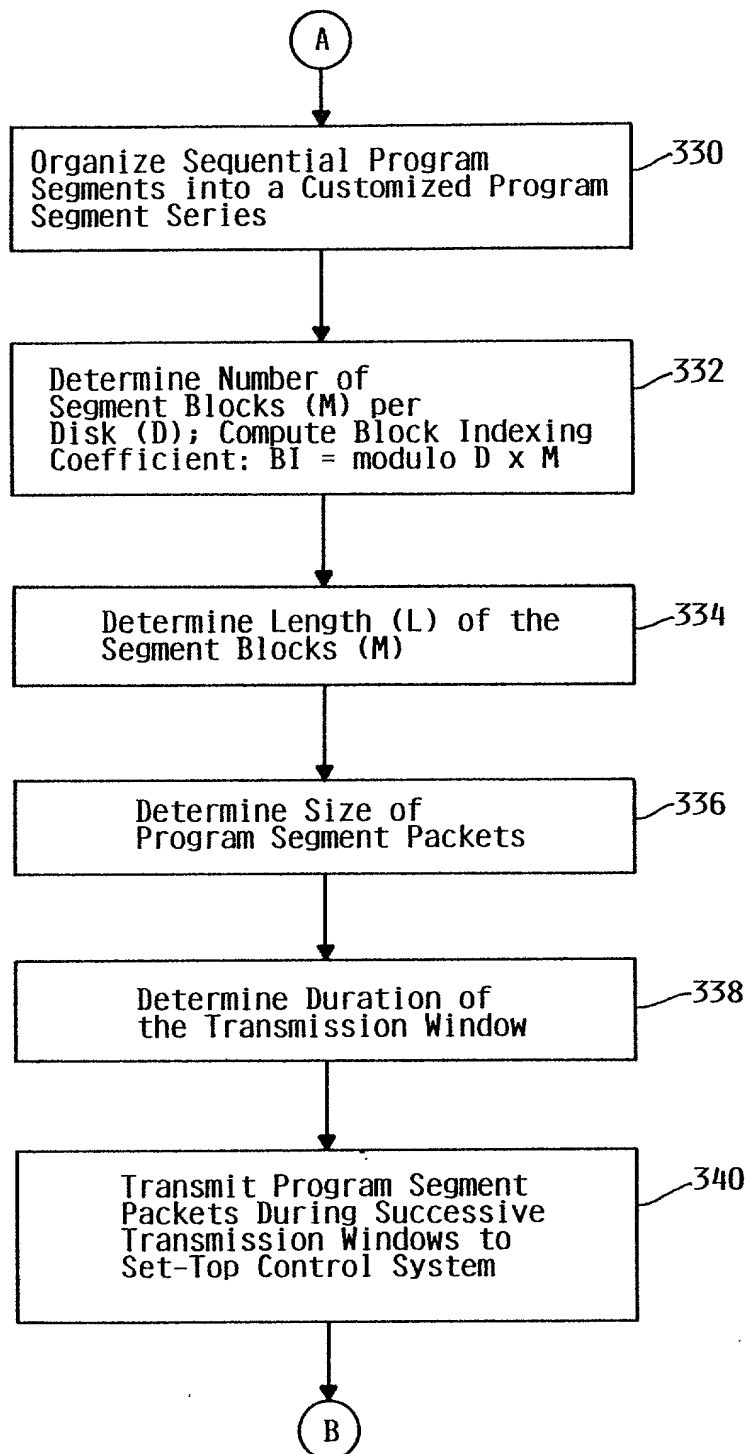 A
Organize Sequential Program
Segments into a Customized Program
Segment Series
330
Determine Number of
Segment Blocks (M) per
Disk (D); Compute Block Indexing
Coefficient: BI = modulo D x M
332
Determine Length (L) of the
Segment Blocks (M)
334
Determine Size of
Program Segment Packets
336
Determine Duration of
the Transmission Window
338
Transmit Program Segment
Packets During Successive
Transmission Windows to
Set-Top Control System
340
B